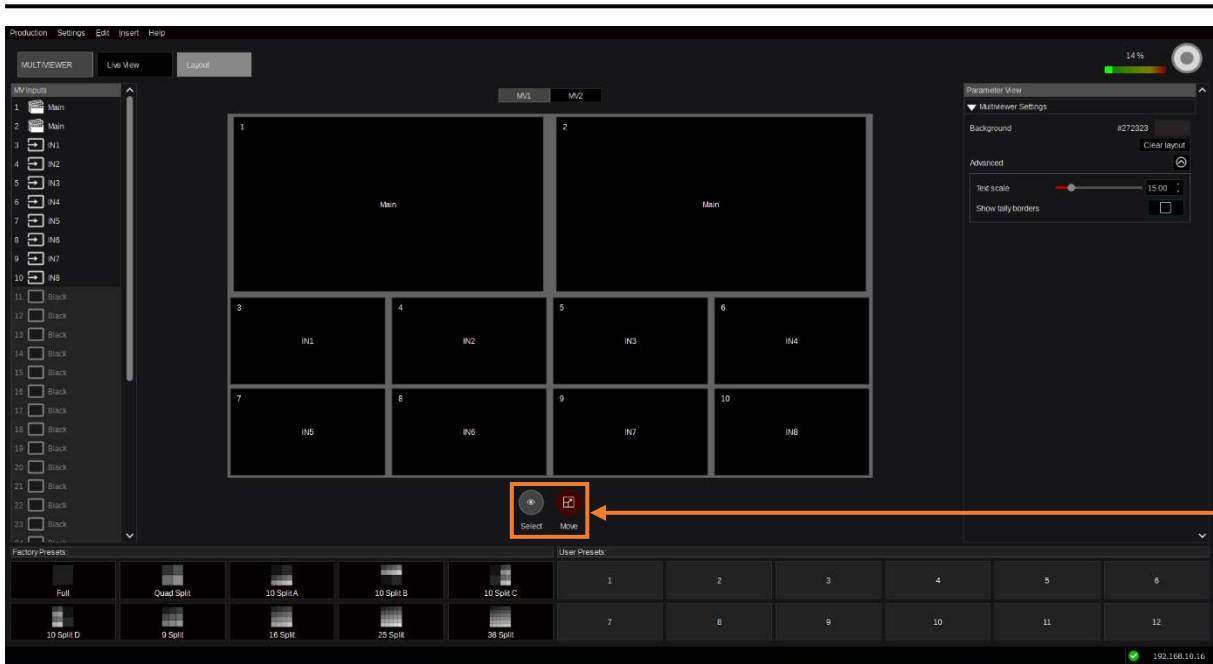 Production Settings Edit Insert Help
MULTIVIEWER Live View Layout
14 %
MV Inputs
1 Main
2 Main
3 IN1
4 IN2
5 IN3
6 IN4
7 IN5
8 IN6
9 IN7
10 IN8
11 Black
12 Black
13 Black
14 Black
15 Black
16 Black
17 Black
18 Black
19 Black
20 Black
21 Black
22 Black
23 Black
MV1 MV2
1 Main
2 Main
3 IN1
4 IN2
5 IN3
6 IN4
7 IN5
8 IN6
9 IN7
10 IN8
Select Move
Parameter View
Multiviewer Settings
Background #272323
Clear layout
Advanced
Text scale 15.00
Show tally borders
Factory Presets:
Full Quad Split 10 Split A 10 Split B 10 Split C
10 Split D 9 Split 16 Split 25 Split 36 Split
User Presets:
1 2 3 4 5 6
7 8 9 10 11 12
192.168.10.16